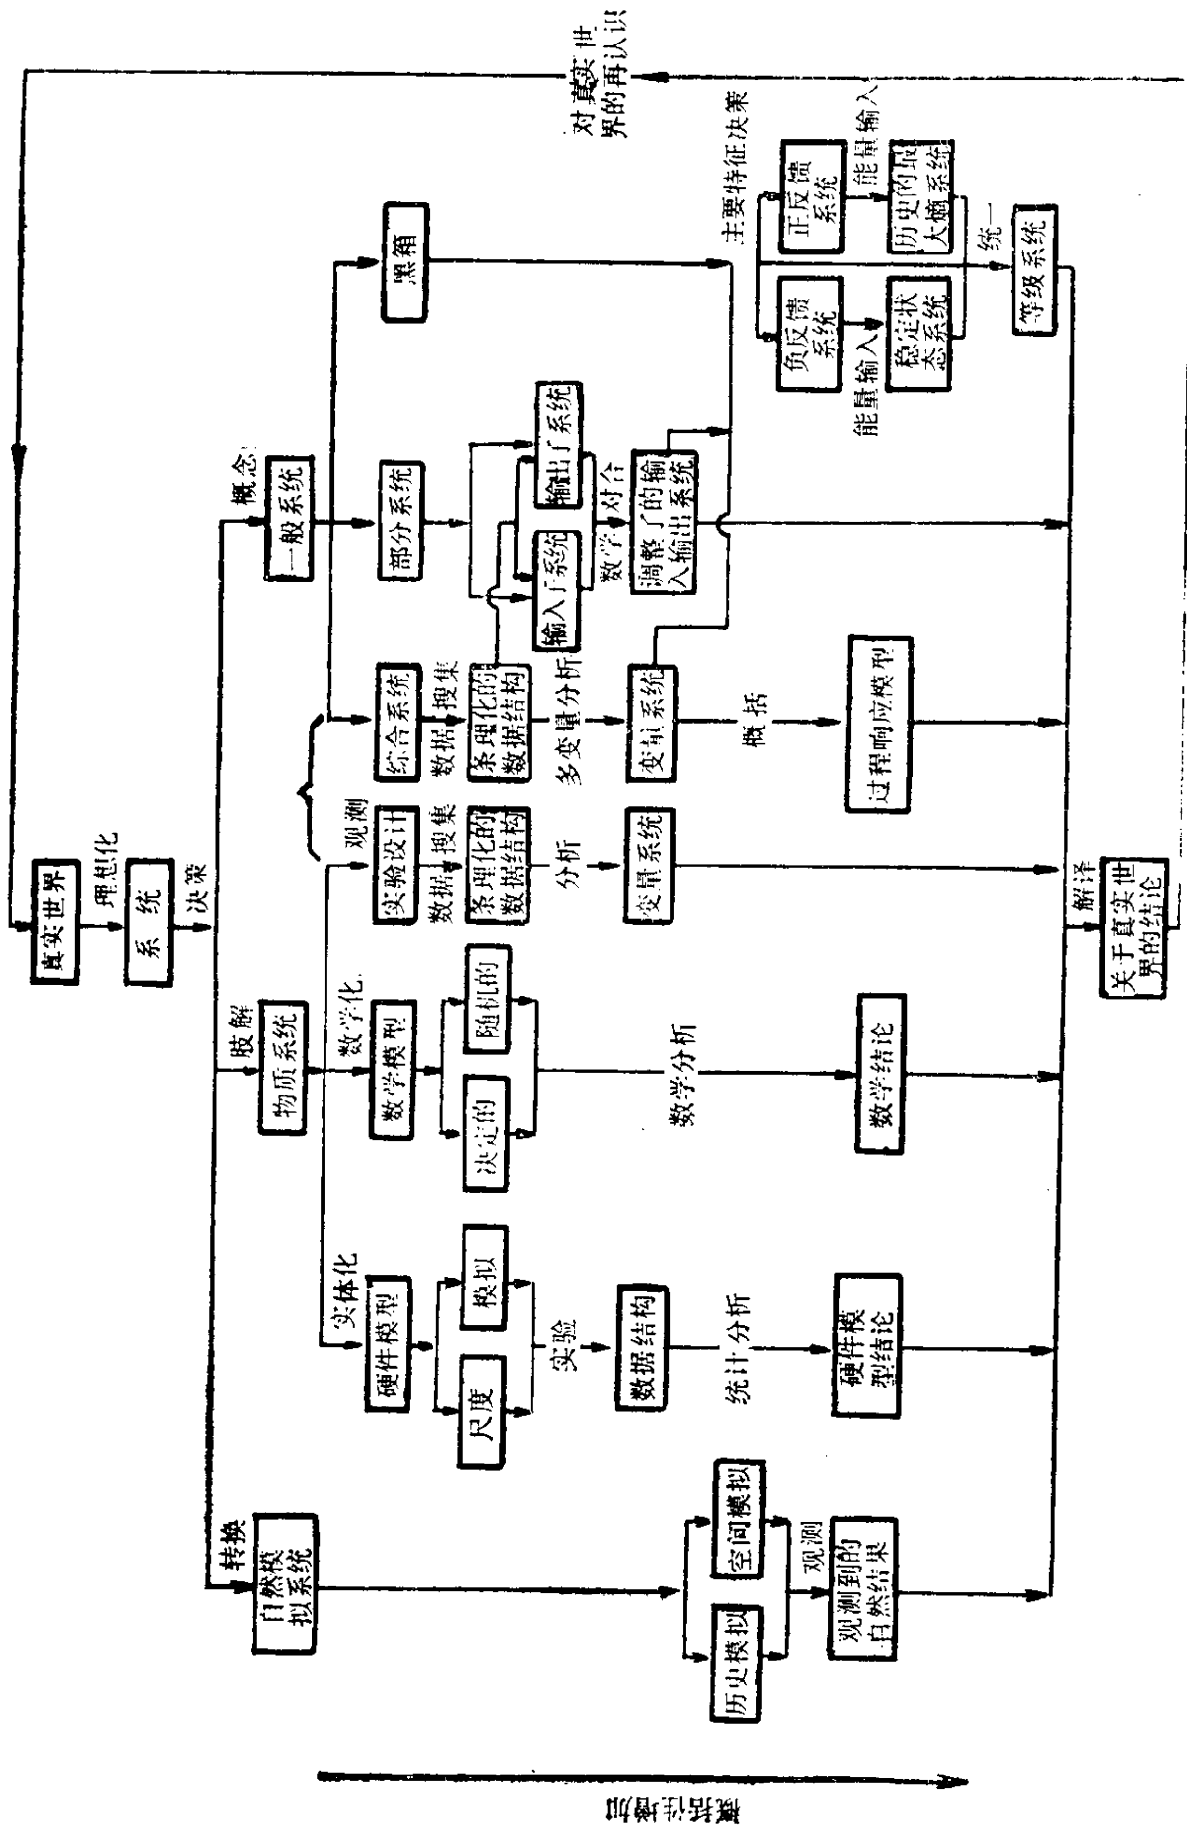 对真实世
界的再认识
真实世界
理想化
系统
决策
转换
肢解
概念
自然模
拟系统
物质系统
一般系统
实体化
数学化
观测
硬件模型
数学模型
实验设计
综合系统
部分系统
黑箱
数据搜集
数据搜集
尺度
模拟
决定的
随机的
条理化的
数据结构
条理化的
数据结构
输入子系统
输出子系统
实验
分析
多变量分析
数学对合
数据结构
变量系统
变量系统
调整了的输
入输出系统
历史模拟
空间模拟
统计分析
数学分析
概括
主要特征决策
负反馈
系统
正反馈
系统
观测
能量输入
能量输入
观测到的
自然结果
硬件模
型结论
数学结论
过程响应模型
稳定状
态系统
历史的最
大熵系统
统一
等级系统
解译
关于真实世
界的结论
概括性增加